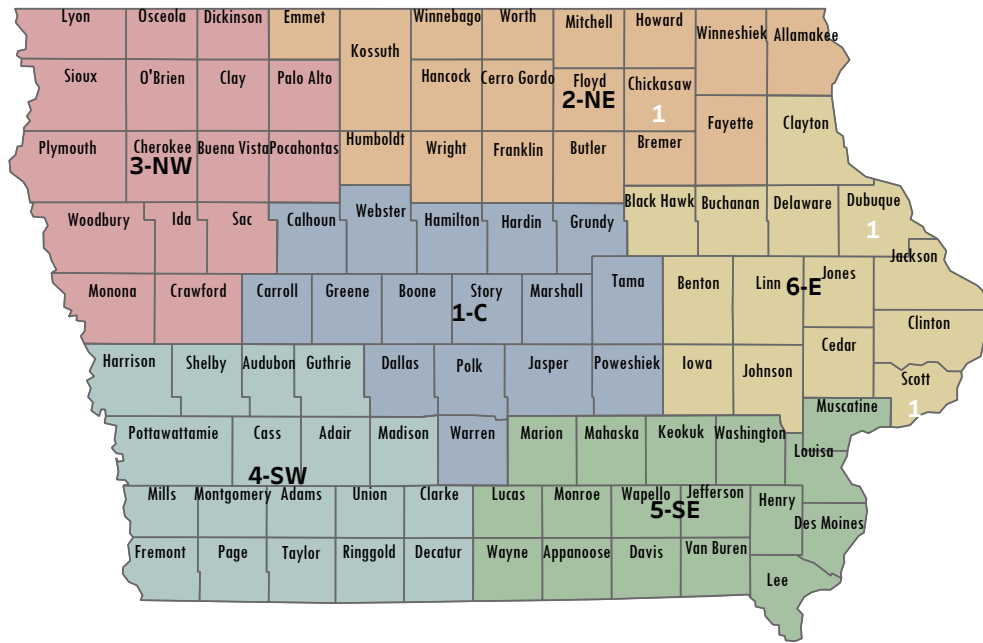 Lyon Osceola Dickinson Emmet Winnebago Worth Mitchell Howard Winneshiek Allamakee
Kossuth
Sioux O'Brien Clay Palo Alto Hancock Cerro Gordo Floyd Chickasaw
2-NE
1
Fayette Clayton
Plymouth Cherokee Buena Vista Pocahontas Humboldt Wright Franklin Butler Bremer
3-NW
Woodbury Ida Sac Calhoun Webster Hamilton Hardin Grundy Black Hawk Buchanan Delaware Dubuque
1
Jackson
Monona Crawford Carroll Greene Boone Story Marshall Tama Benton Linn Jones
6-E
1-C
Clinton
Harrison Shelby Audubon Guthrie Dallas Polk Jasper Poweshiek Iowa Johnson Cedar
Scott
1
Muscatine
Pottawattamie Cass Adair Madison Warren Marion Mahaska Keokuk Washington
Louisa
4-SW
Mills Montgomery Adams Union Clarke Lucas Monroe Wapello Jefferson Henry
5-SE
Des Moines
Fremont Page Taylor Ringgold Decatur Wayne Appanoose Davis Van Buren
Lee